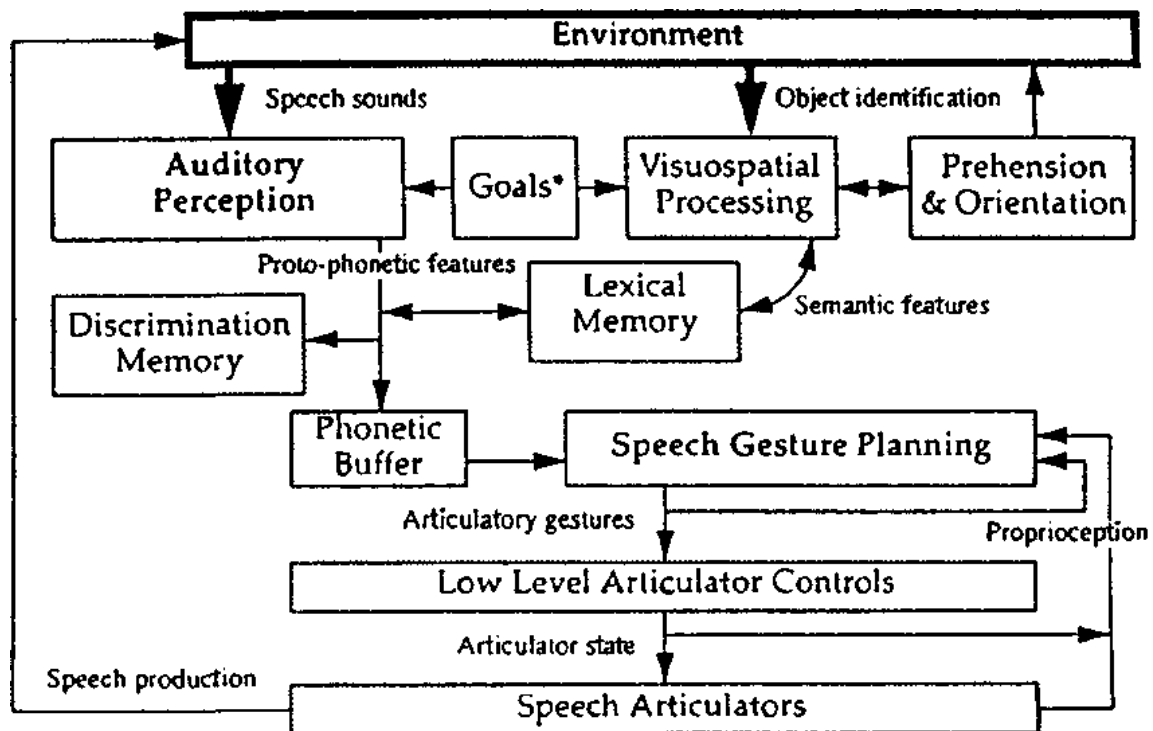 Environment
Speech sounds
Object identification
Auditory
Perception
Goals*
Visuospatial
Processing
Prehension
& Orientation
Proto-phonetic features
Lexical
Memory
Semantic features
Discrimination
Memory
Phonetic
Buffer
Speech Gesture Planning
Articulatory gestures
Proprioception
Low Level Articulator Controls
Articulator state
Speech production
Speech Articulators